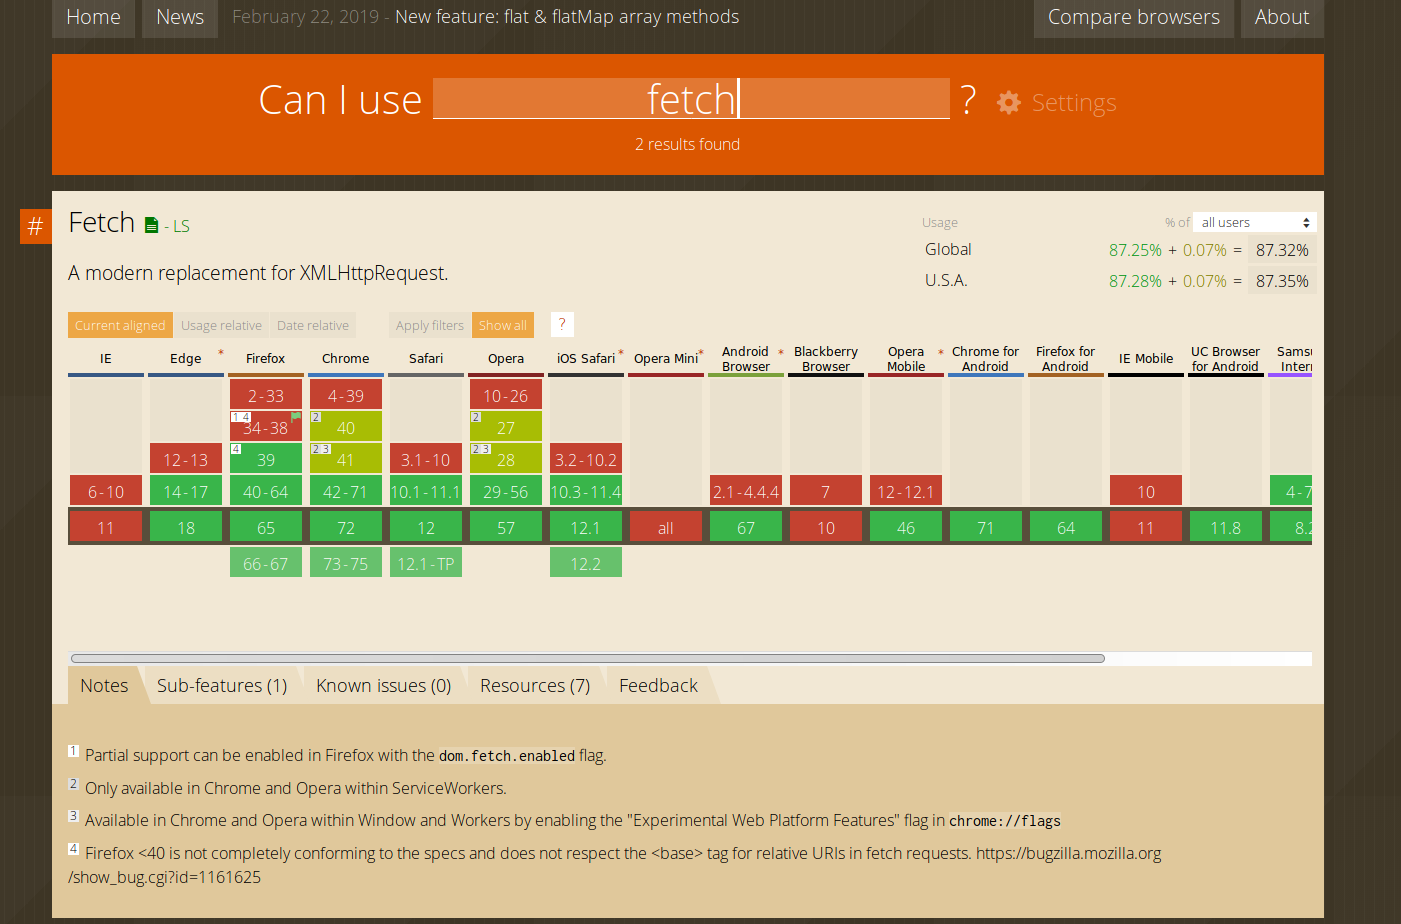 Home News February 22, 2019 - New feature: flat & flatMap array methods Compare browsers About
Can I use fetch ? Settings
2 results found
#
Fetch - LS
Usage % of all users
Global 87.25% + 0.07% = 87.32%
A modern replacement for XMLHttpRequest.
U.S.A. 87.28% + 0.07% = 87.35%
Current aligned Usage relative Date relative Apply filters Show all ?
IE Edge * Firefox Chrome Safari Opera iOS Safari * Opera Mini * Android Browser * Blackberry Browser Opera Mobile * Chrome for Android Firefox for Android IE Mobile UC Browser for Android Samsu Intern
2-33 4-39 10-26
1 4 34-38 2 40 2 27
12-13 4 39 2 3 41 3.1-10 2 3 28 3.2-10.2
6-10 14-17 40-64 42-71 10.1-11.1 29-56 10.3-11.4 2.1-4.4.4 7 12-12.1 10 4-7
11 18 65 72 12 57 12.1 all 67 10 46 71 64 11 11.8 8.2
66-67 73-75 12.1-TP 12.2
Notes Sub-features (1) Known issues (0) Resources (7) Feedback
1 Partial support can be enabled in Firefox with the dom.fetch.enabled flag.
2 Only available in Chrome and Opera within ServiceWorkers.
3 Available in Chrome and Opera within Window and Workers by enabling the "Experimental Web Platform Features" flag in chrome://flags
4 Firefox <40 is not completely conforming to the specs and does not respect the <base> tag for relative URIs in fetch requests. https://bugzilla.mozilla.org
/show_bug.cgi?id=1161625